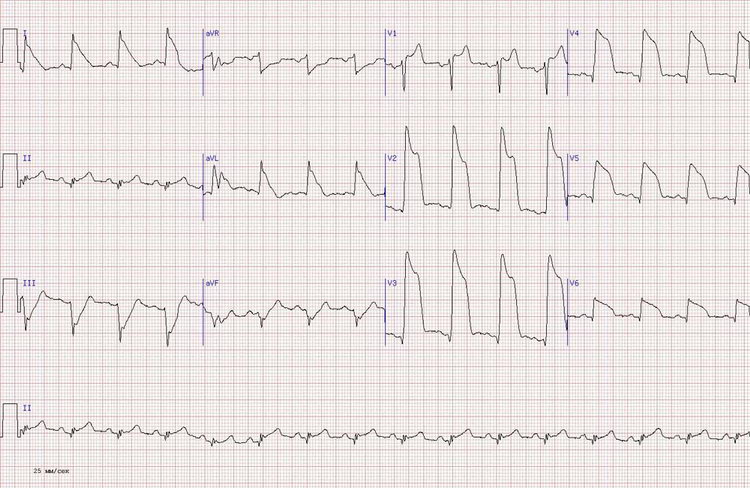 I aVR V1 V4
II aVL V2 V5
III aVF V3 V6
II
25 мм/сек